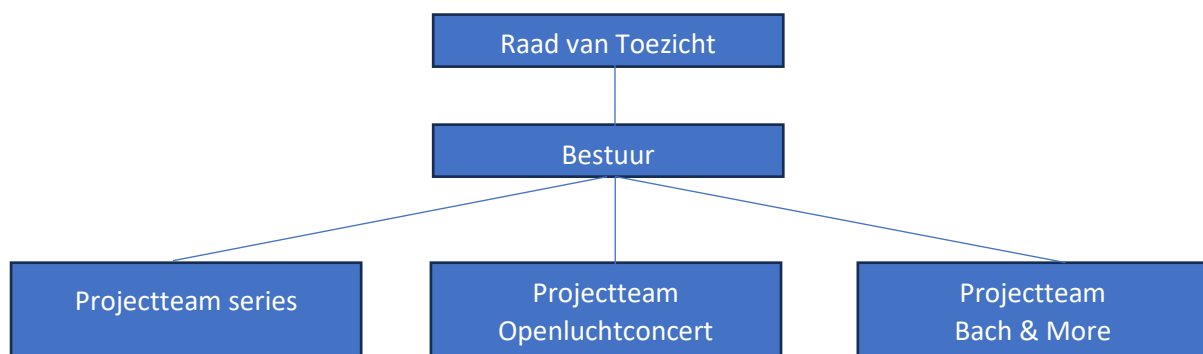 Raad van Toezicht
Bestuur
Projectteam series
Projectteam
Openluchtconcert
Projectteam
Bach & More